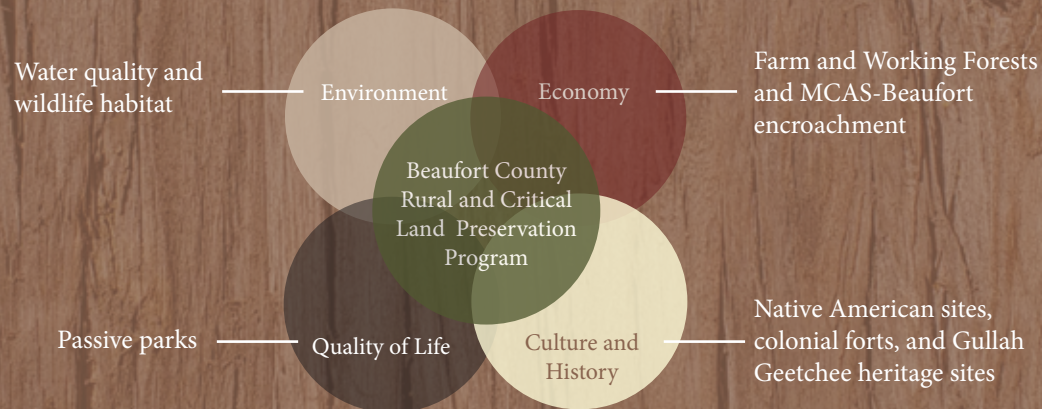 Water quality and
wildlife habitat
Environment
Economy
Farm and Working Forests
and MCAS-Beaufort
encroachment
Beaufort County
Rural and Critical
Land Preservation
Program
Passive parks
Quality of Life
Culture and
History
Native American sites,
colonial forts, and Gullah
Geetchee heritage sites